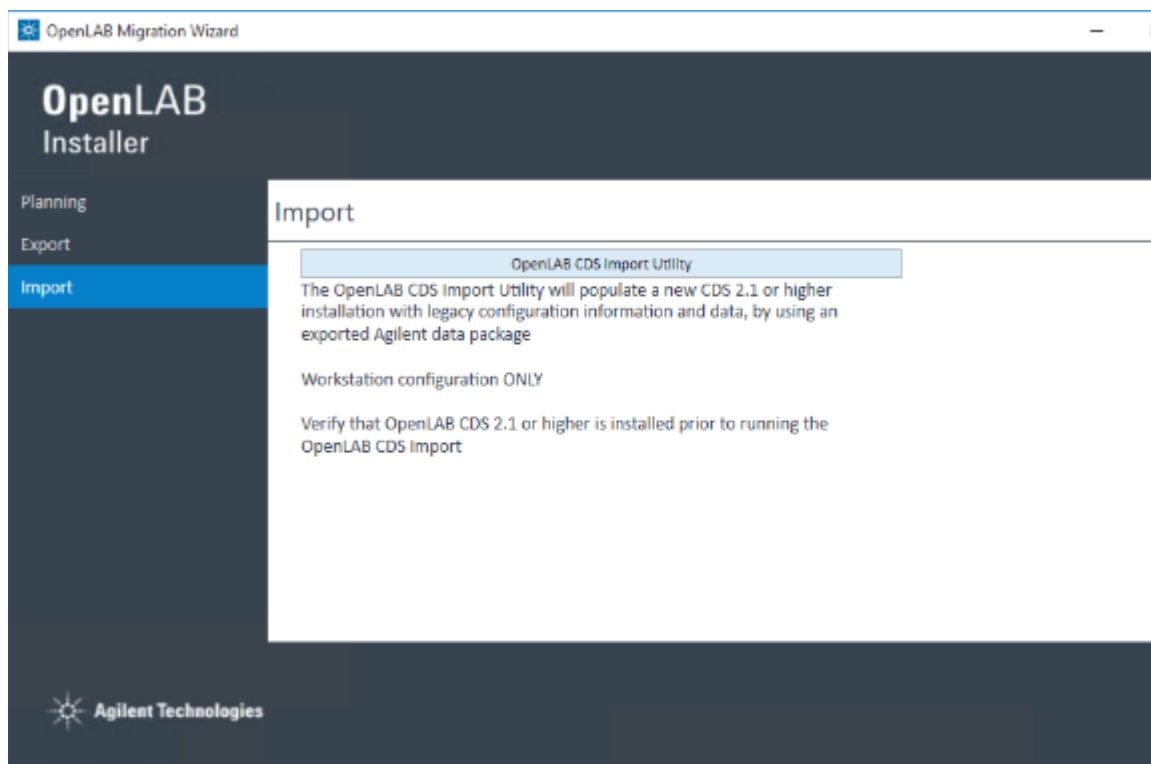 OpenLAB Migration Wizard
OpenLAB
Installer
Planning
Export
Import
Import
OpenLAB CDS Import Utility
The OpenLAB CDS Import Utility will populate a new CDS 2.1 or higher
installation with legacy configuration information and data, by using an
exported Agilent data package
Workstation configuration ONLY
Verify that OpenLAB CDS 2.1 or higher is installed prior to running the
OpenLAB CDS Import
Agilent Technologies